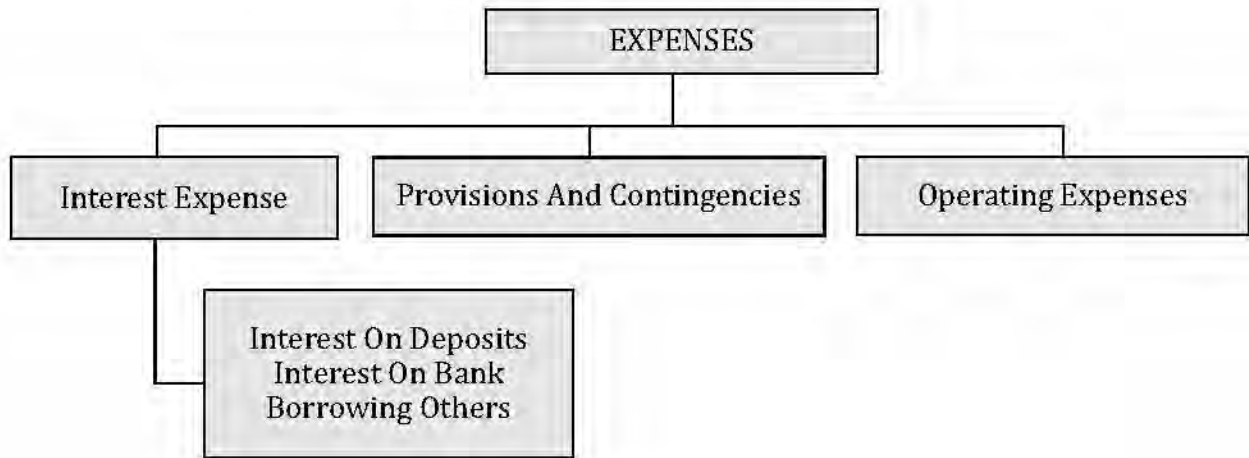 EXPENSES
Interest Expense
Provisions And Contingencies
Operating Expenses
Interest On Deposits
Interest On Bank
Borrowing Others